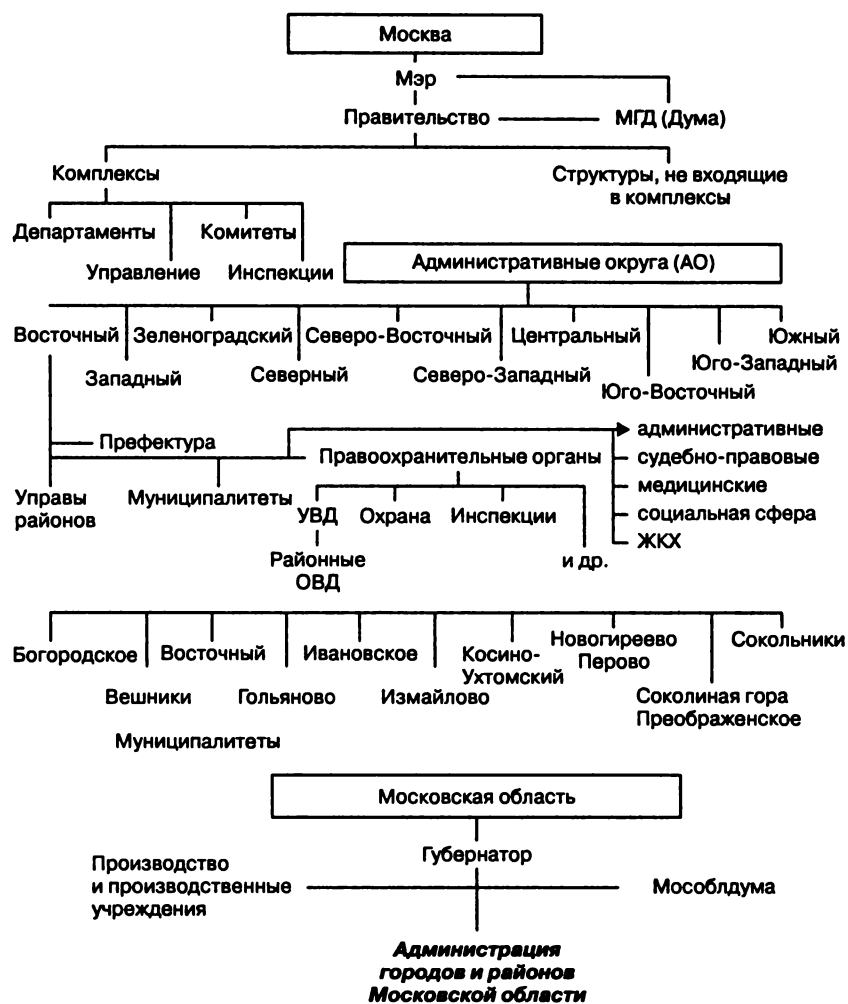 Москва
Мэр
Правительство
МГД (Дума)
Комплексы
Структуры, не входящие
в комплексы
Департаменты
Комитеты
Управление
Инспекции
Административные округа (АО)
Восточный
Зеленоградский
Северо-Восточный
Центральный
Южный
Западный
Северный
Северо-Западный
Юго-Западный
Юго-Восточный
Префектура
административные
Правоохранительные органы
судебно-правовые
Управы
районов
Муниципалитеты
медицинские
УВД
Охрана
Инспекции
социальная сфера
ЖКХ
Районные
ОВД
и др.
Богородское
Восточный
Ивановское
Косино-
Ухтомский
Новогиреево
Перово
Сокольники
Вешники
Гольяново
Измайлово
Соколиная гора
Преображенское
Муниципалитеты
Московская область
Губернатор
Производство
и производственные
учреждения
Мособлдума
Администрация
городов и районов
Московской области